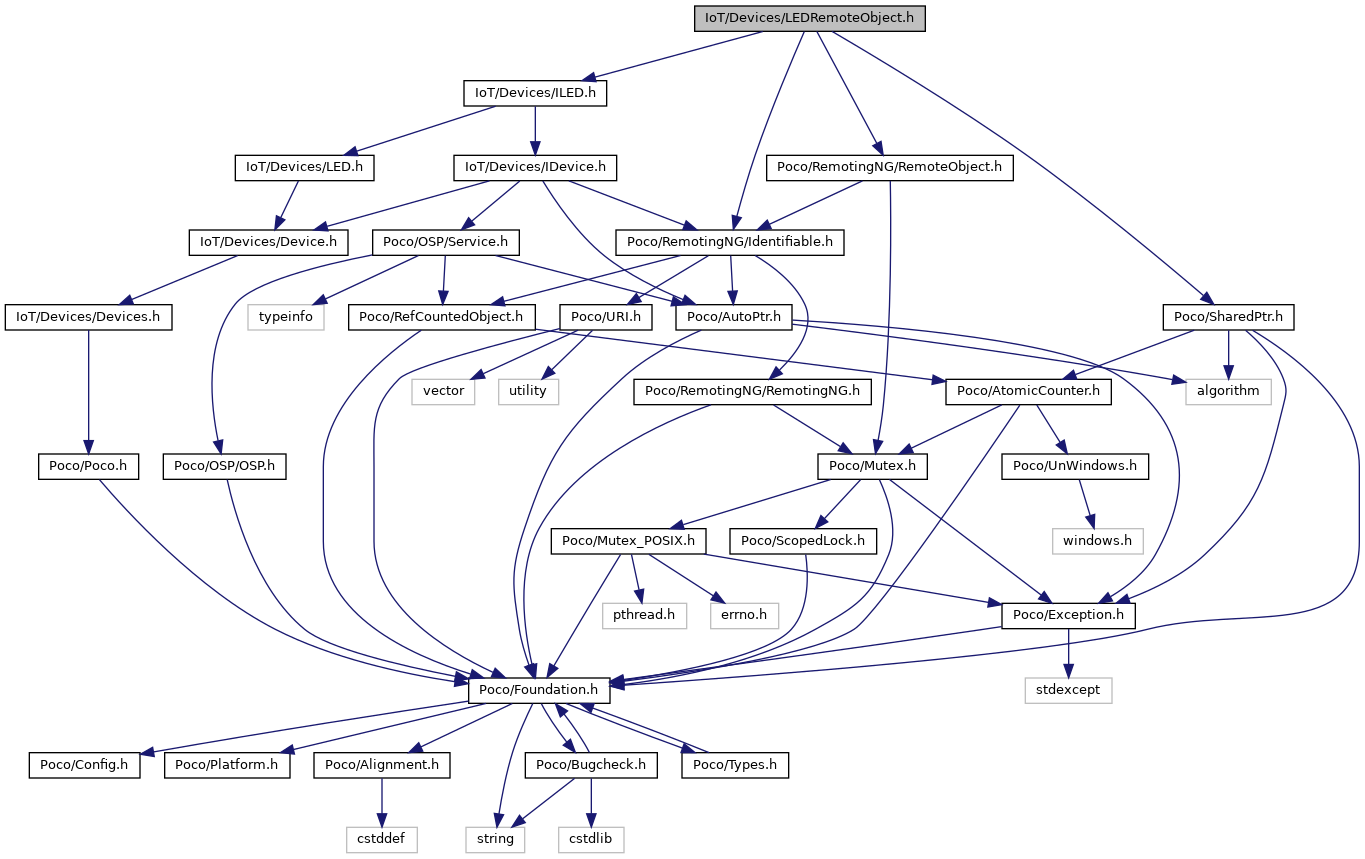 IoT/Devices/LEDRemoteObject.h
IoT/Devices/ILED.h
IoT/Devices/LED.h
IoT/Devices/IDevice.h
Poco/RemotingNG/RemoteObject.h
IoT/Devices/Device.h
Poco/OSP/Service.h
Poco/RemotingNG/Identifiable.h
IoT/Devices/Devices.h
typeinfo
Poco/RefCountedObject.h
Poco/URI.h
Poco/AutoPtr.h
Poco/SharedPtr.h
vector
utility
Poco/RemotingNG/RemotingNG.h
Poco/AtomicCounter.h
algorithm
Poco/Poco.h
Poco/OSP/OSP.h
Poco/Mutex.h
Poco/UnWindows.h
Poco/Mutex_POSIX.h
Poco/ScopedLock.h
windows.h
pthread.h
errno.h
Poco/Exception.h
Poco/Foundation.h
stdexcept
Poco/Config.h
Poco/Platform.h
Poco/Alignment.h
Poco/Bugcheck.h
Poco/Types.h
cstddef
string
cstdlib